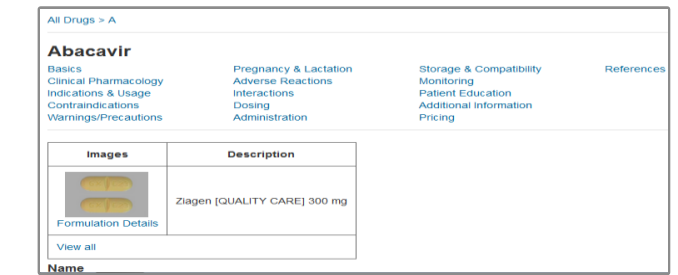 All Drugs > A
Abacavir
Basics Pregnancy & Lactation Storage & Compatibility References
Clinical Pharmacology Adverse Reactions Monitoring
Indications & Usage Interactions Patient Education
Contraindications Dosing Additional Information
Warnings/Precautions Administration Pricing
Images Description
Ziagen [QUALITY CARE] 300 mg
Formulation Details
View all
Name